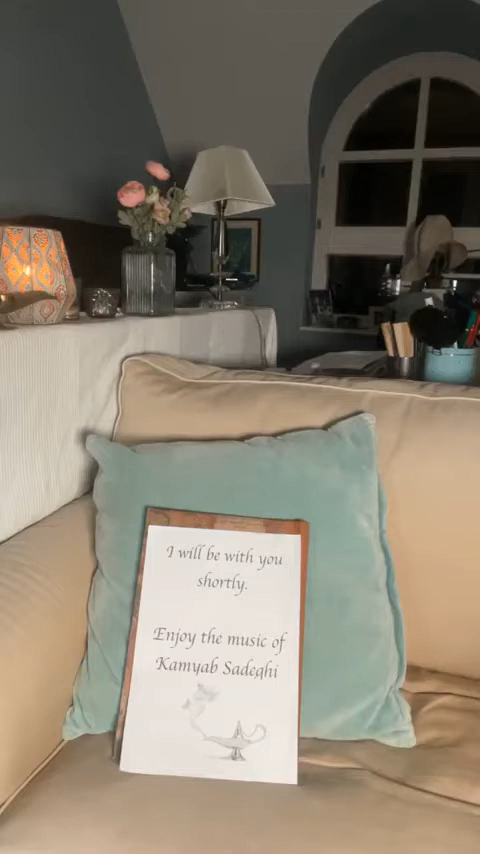 I will be with you
shortly.
Enjoy the music of
Kamyab Sadeghi